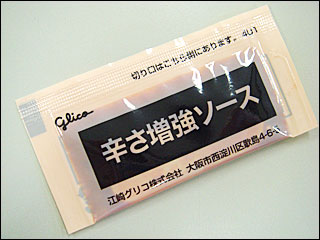 切り口はこちら側にあります。401
glico
辛さ増強ソース
江崎グリコ株式会社 大阪市西淀川区歌島4-6-5